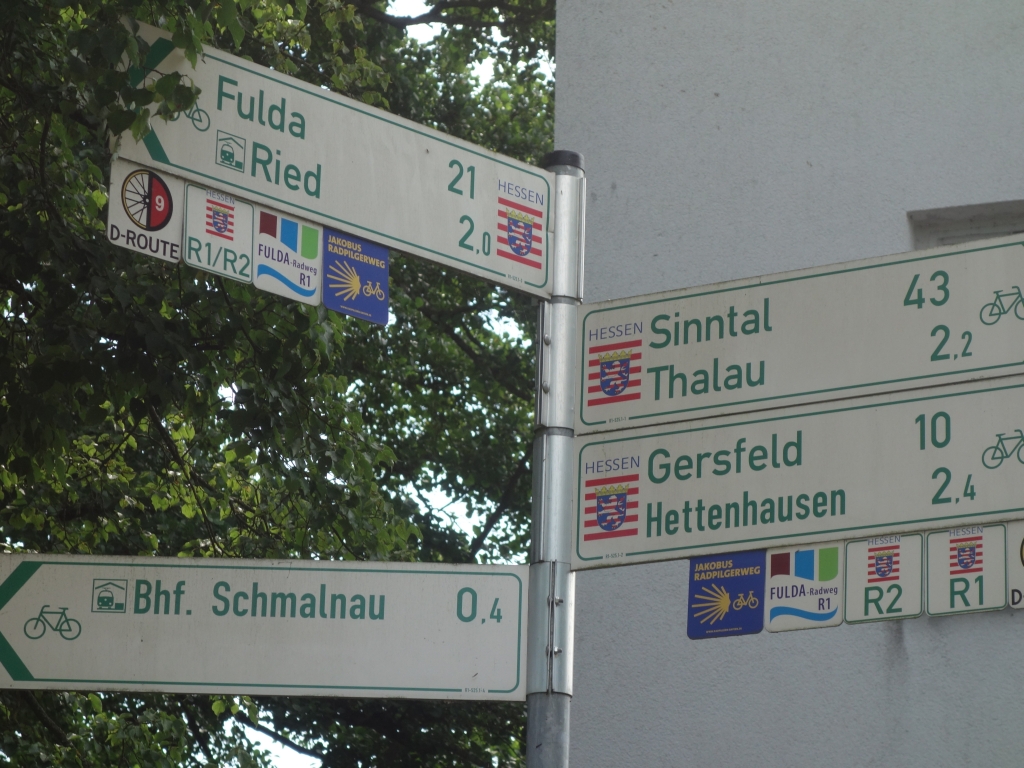 Fulda 21
Ried 2,0
HESSEN
9
D-ROUTE
HESSEN
R1/R2
FULDA-Radweg
R1
JAKOBUS
RADPILGERWEG
HESSEN
Sinntal 43
Thalau 2,2
HESSEN
Gersfeld 10
Hettenhausen 2,4
JAKOBUS
RADPILGERWEG
FULDA-Radweg
R1
HESSEN
R2
HESSEN
R1
D
Bhf. Schmalnau 0,4